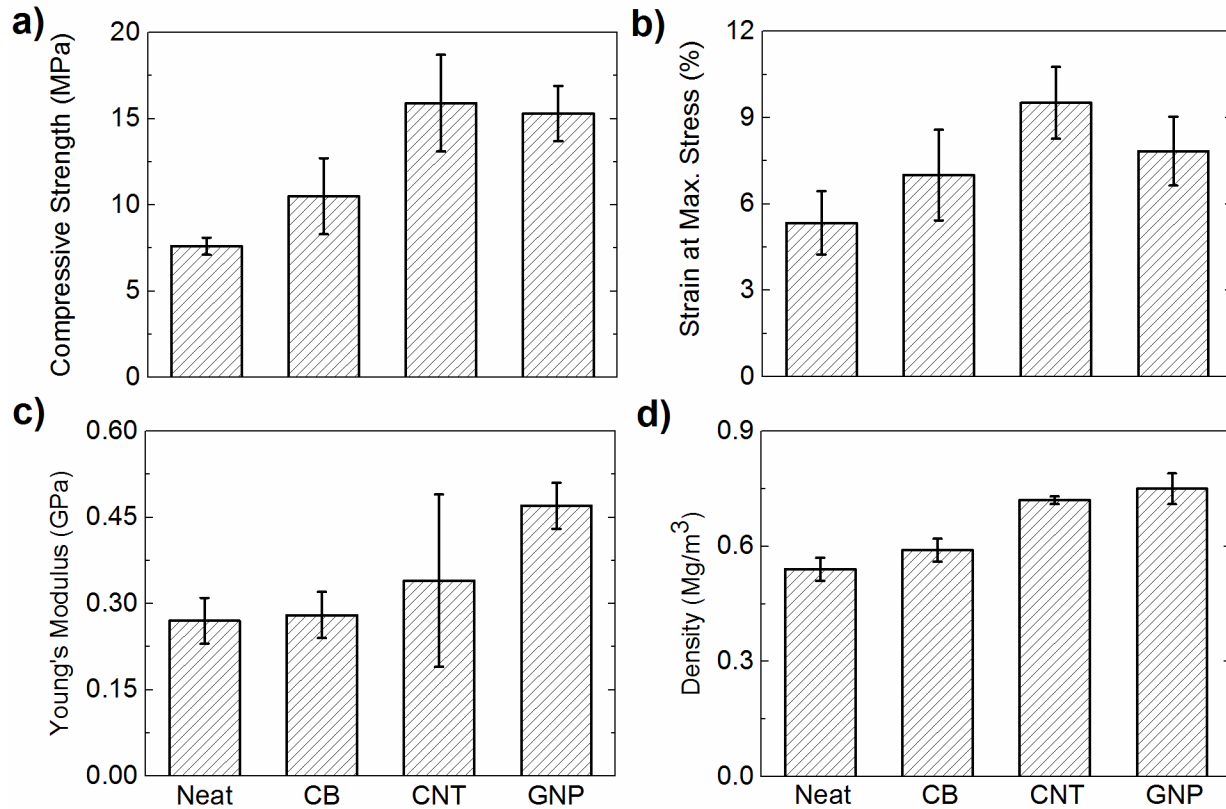 a)
Compressive Strength (MPa)
20
15
10
5
0
b)
Strain at Max. Stress (%)
12
9
6
3
0
c)
Young's Modulus (GPa)
0.60
0.45
0.30
0.15
0.00
Neat CB CNT GNP
d)
Density (Mg/m³)
0.9
0.6
0.3
0.0
Neat CB CNT GNP